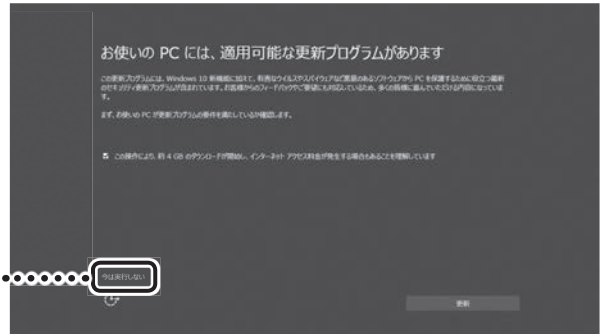 お使いの PC には、適用可能な更新プログラムがあります
この更新プログラムには、Windows 10 新機能に加えて、有害なウイルスやスパイウェアなど悪意のあるソフトウェアから PC を保護するために役立つ最新
のセキュリティ更新プログラムが含まれています。お客様からのフィードバックやご要望にも対応しているため、多くの皆様に喜んでいただける内容になっていま
す。
まず、お使いの PC が更新プログラムの要件を満たしているか確認します。
この操作により、約 4 GB のダウンロードが開始し、インターネット アクセス料金が発生する場合もあることを理解しています
今は実行しない
更新